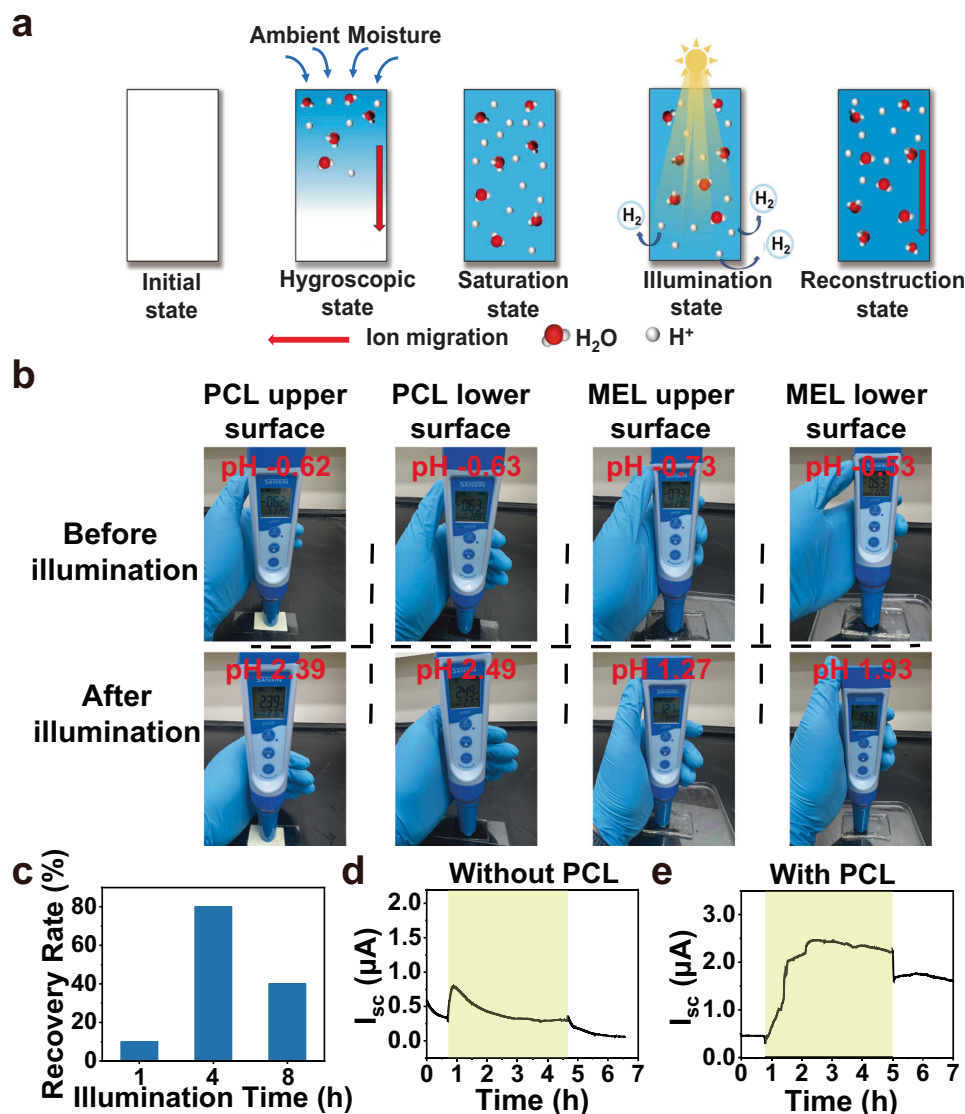 a
Ambient Moisture
H2
H2
H2
Initial
state
Hygroscopic
state
Saturation
state
Illumination
state
Reconstruction
state
Ion migration
H2O
H+
b
PCL upper
surface
PCL lower
surface
MEL upper
surface
MEL lower
surface
Before
illumination
pH -0.62
pH -0.63
pH -0.73
pH -0.53
SANXIN
After
illumination
pH 2.39
pH 2.49
pH 1.27
pH 1.93
c
Recovery Rate (%)
80
60
40
20
0
1 4 8
Illumination Time (h)
d
Without PCL
Isc (μA)
2.0
1.5
1.0
0.5
0.0
0 1 2 3 4 5 6 7
Time (h)
e
With PCL
Isc (μA)
3.0
2.0
1.0
0.0
0 1 2 3 4 5 6 7
Time (h)